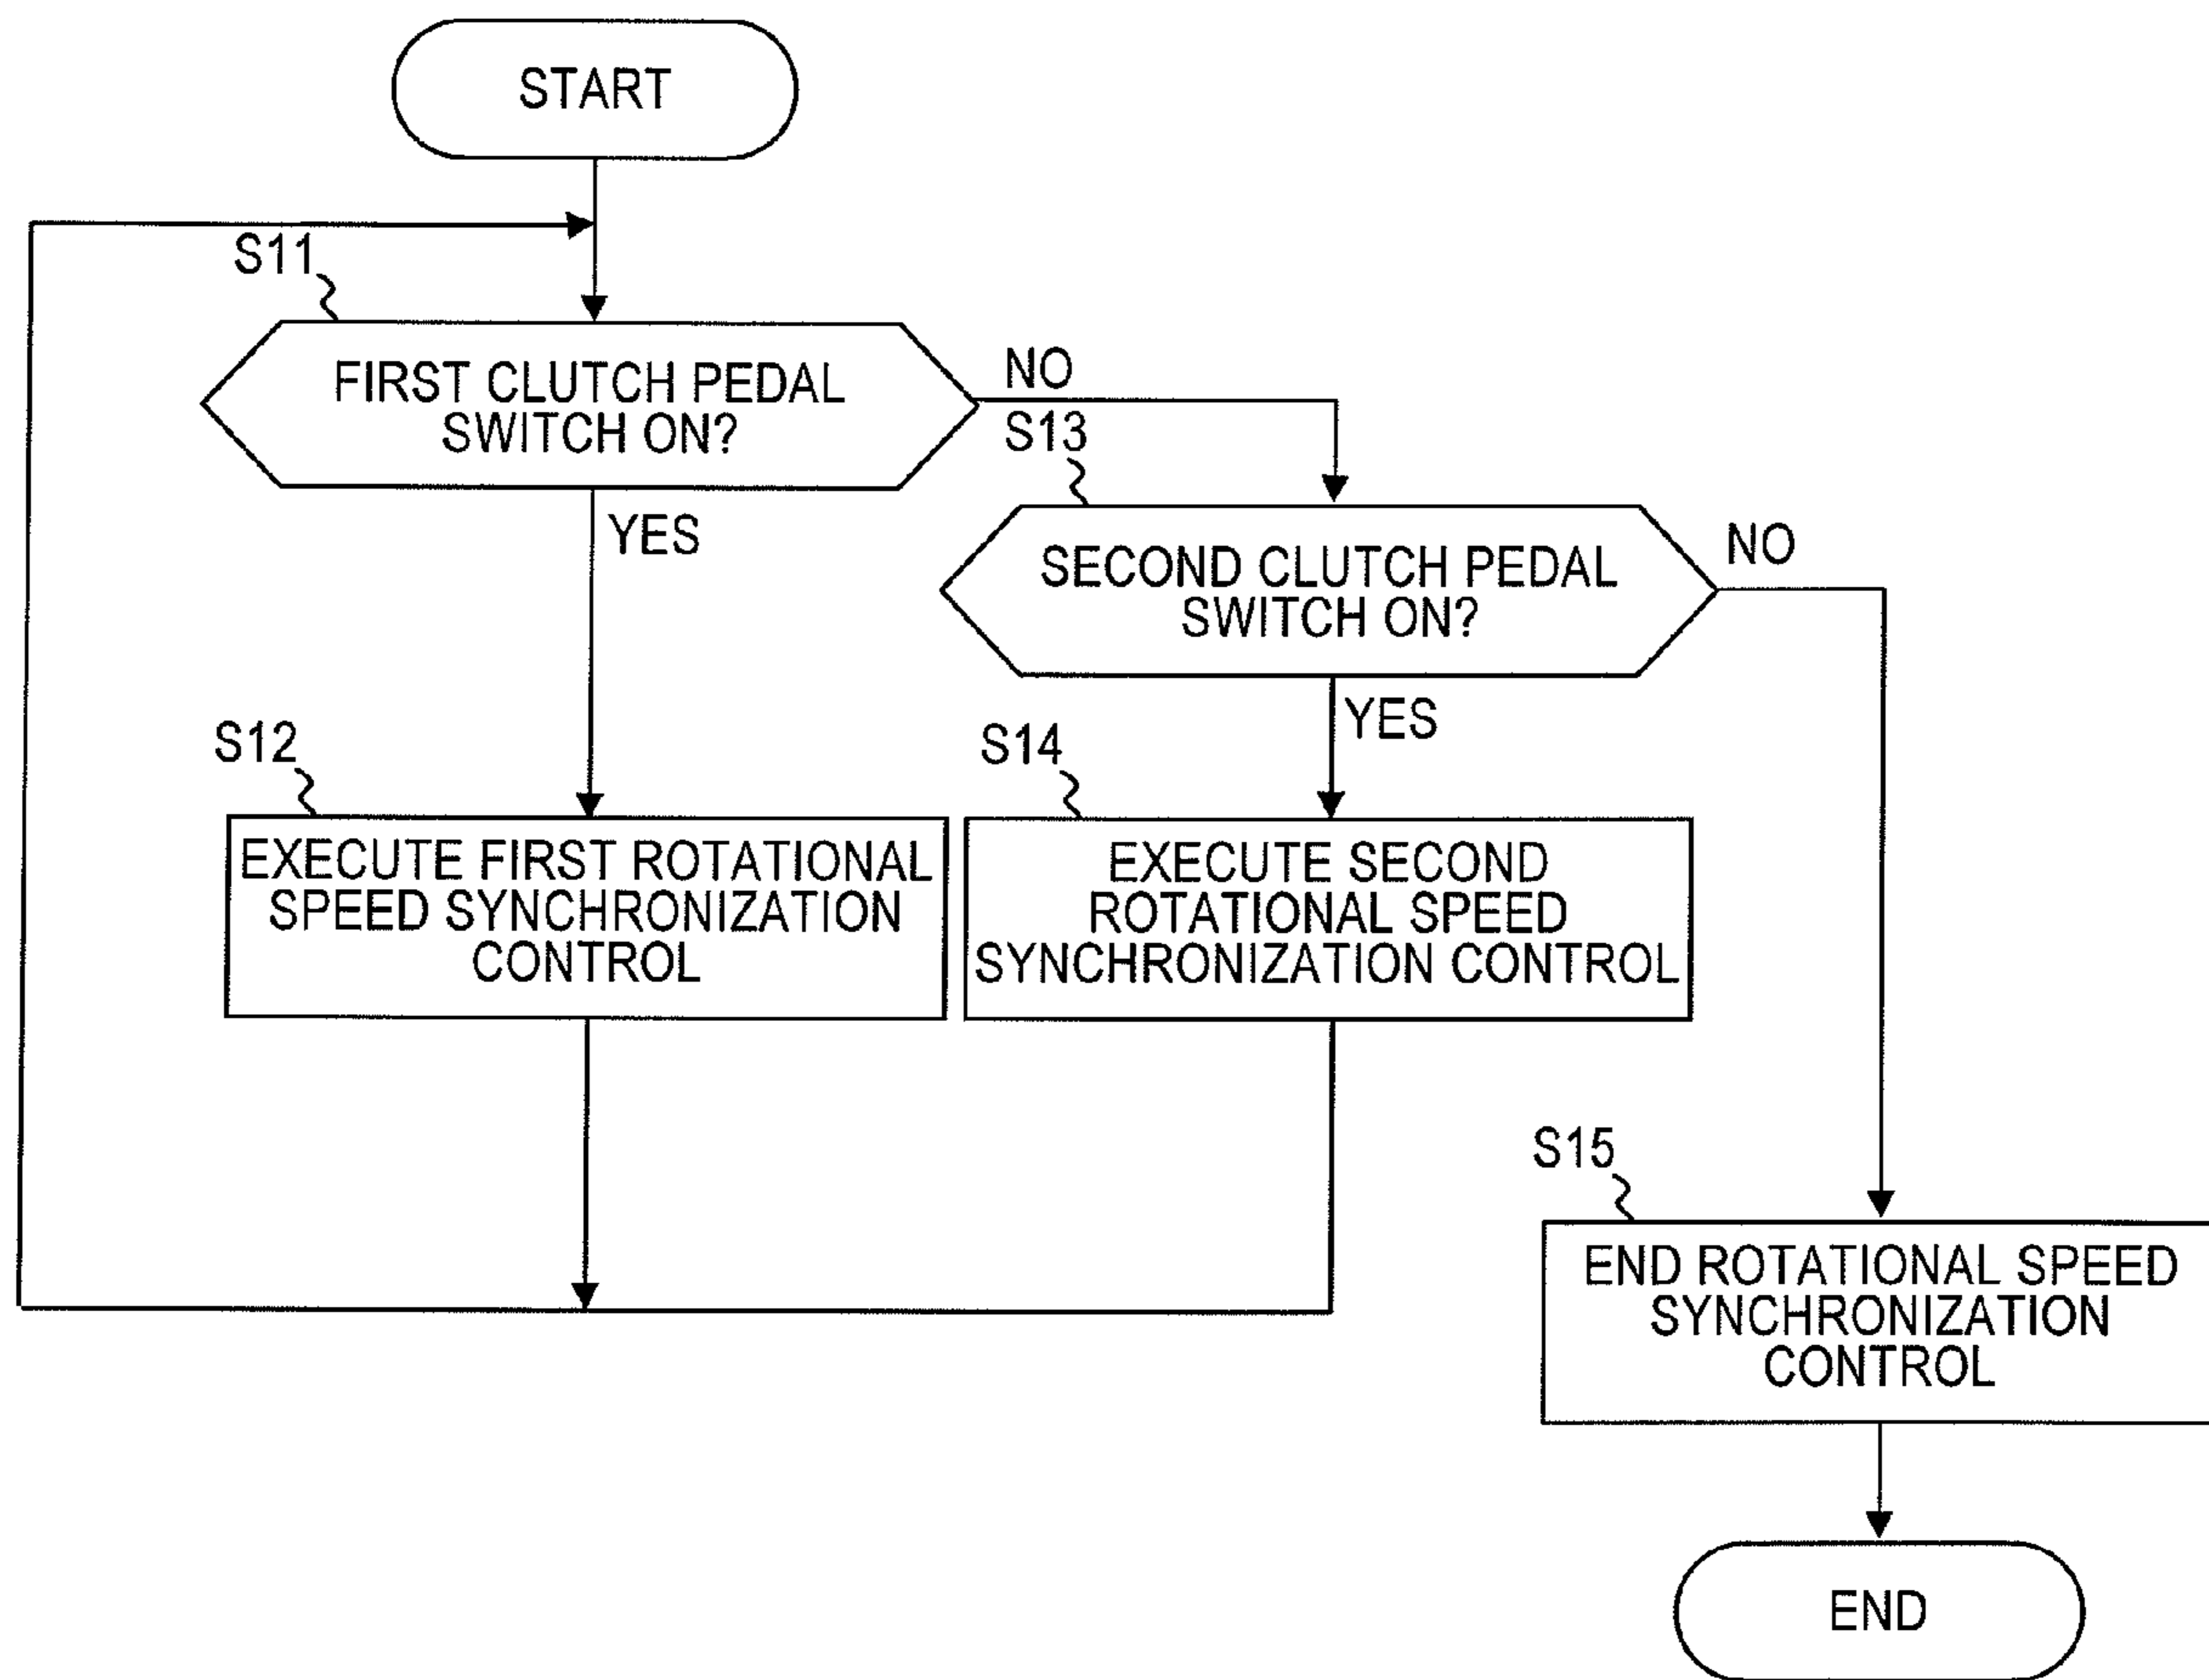 START
S11
FIRST CLUTCH PEDAL
SWITCH ON?
NO
YES
S13
SECOND CLUTCH PEDAL
SWITCH ON?
NO
YES
S12
EXECUTE FIRST ROTATIONAL
SPEED SYNCHRONIZATION
CONTROL
S14
EXECUTE SECOND
ROTATIONAL SPEED
SYNCHRONIZATION CONTROL
S15
END ROTATIONAL SPEED
SYNCHRONIZATION
CONTROL
END